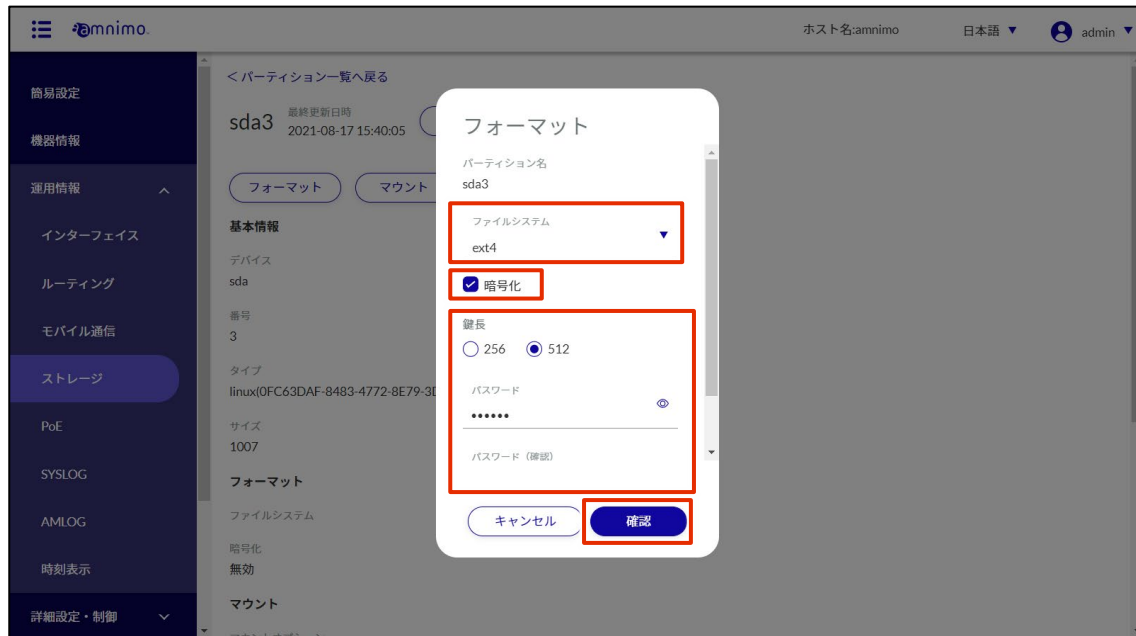 amnimo.
ホスト名:amnimo
日本語
admin
簡易設定
機器情報
運用情報
インターフェイス
ルーティング
モバイル通信
ストレージ
PoE
SYSLOG
AMLOG
時刻表示
詳細設定・制御
＜パーティション一覧へ戻る
sda3
最終更新日時
2021-08-17 15:40:05
フォーマット
マウント
基本情報
デバイス
sda
番号
3
タイプ
linux(0FC63DAF-8483-4772-8E79-3D
サイズ
1007
フォーマット
ファイルシステム
暗号化
無効
マウント
フォーマット
パーティション名
sda3
ファイルシステム
ext4
暗号化
鍵長
256
512
パスワード
••••••
パスワード（確認）
キャンセル
確認